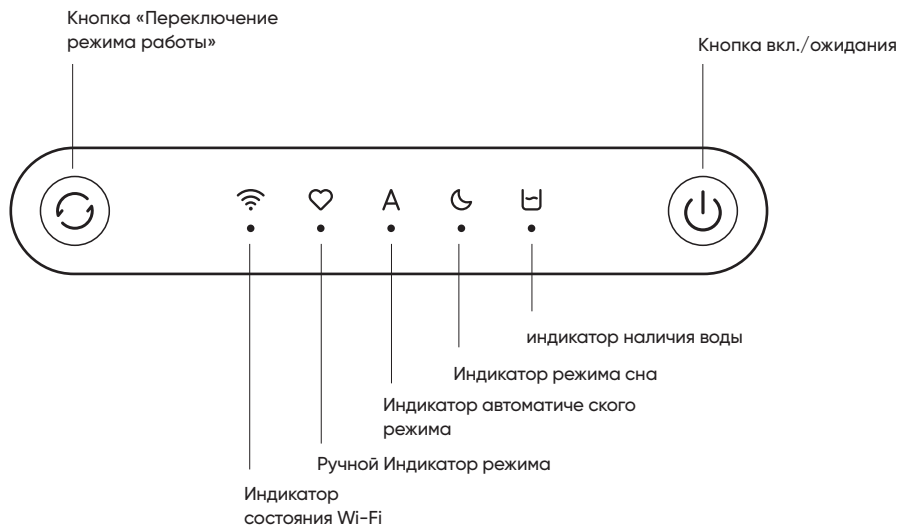 Кнопка «Переключение
режима работы»
Кнопка вкл./ожидания
A
индикатор наличия воды
Индикатор режима сна
Индикатор автоматиче ского
режима
Ручной Индикатор режима
Индикатор
состояния Wi-Fi